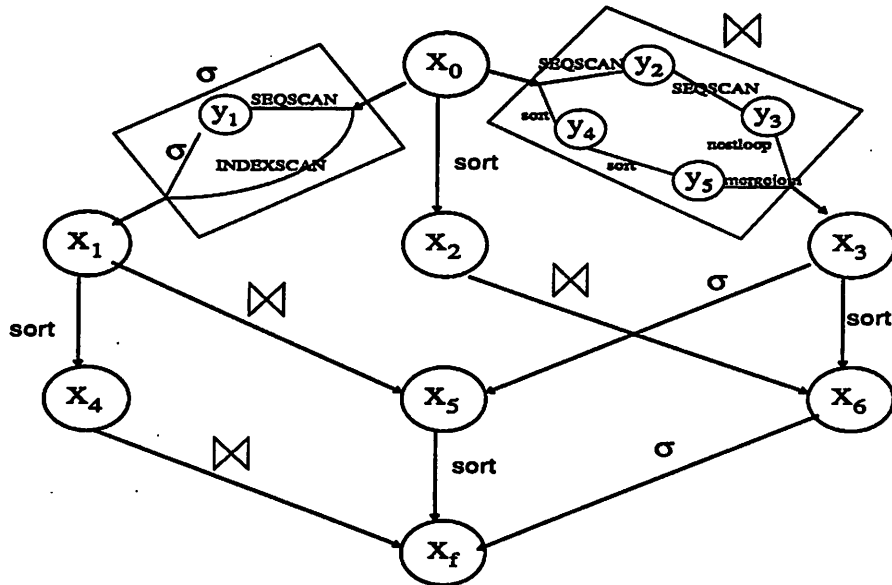 σ
X0
⋈
y1
SEQSCAN
SEQSCAN
y2
SEQSCAN
y3
σ
INDEXSCAN
sort
sort
y4
sort
y5
nestloop
mergejoin
X1
X2
X3
sort
⋈
⋈
σ
sort
X4
X5
X6
⋈
sort
σ
Xf